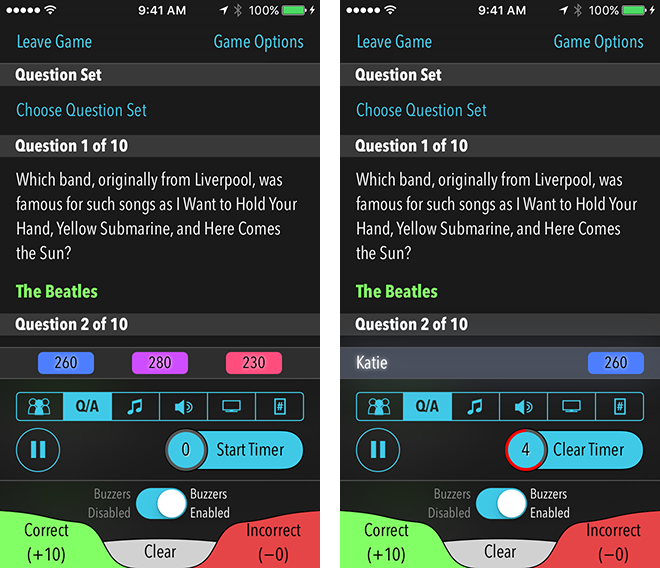 9:41 AM 100%
Leave Game Game Options
Question Set
Choose Question Set
Question 1 of 10
Which band, originally from Liverpool, was
famous for such songs as I Want to Hold Your
Hand, Yellow Submarine, and Here Comes
the Sun?
The Beatles
Question 2 of 10
260 280 230
Q/A #
0 Start Timer
Buzzers Disabled Buzzers Enabled
Correct (+10) Clear Incorrect (−0)
9:41 AM 100%
Leave Game Game Options
Question Set
Choose Question Set
Question 1 of 10
Which band, originally from Liverpool, was
famous for such songs as I Want to Hold Your
Hand, Yellow Submarine, and Here Comes
the Sun?
The Beatles
Question 2 of 10
Katie 260
Q/A #
4 Clear Timer
Buzzers Disabled Buzzers Enabled
Correct (+10) Clear Incorrect (−0)